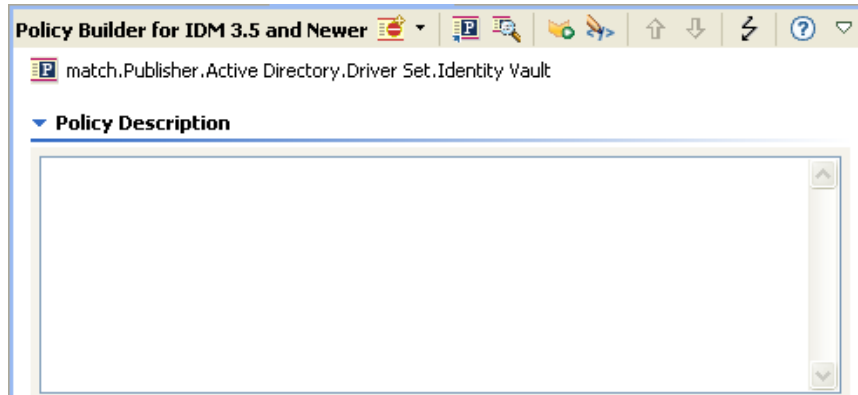 Policy Builder for IDM 3.5 and Newer
match.Publisher.Active Directory.Driver Set.Identity Vault
Policy Description